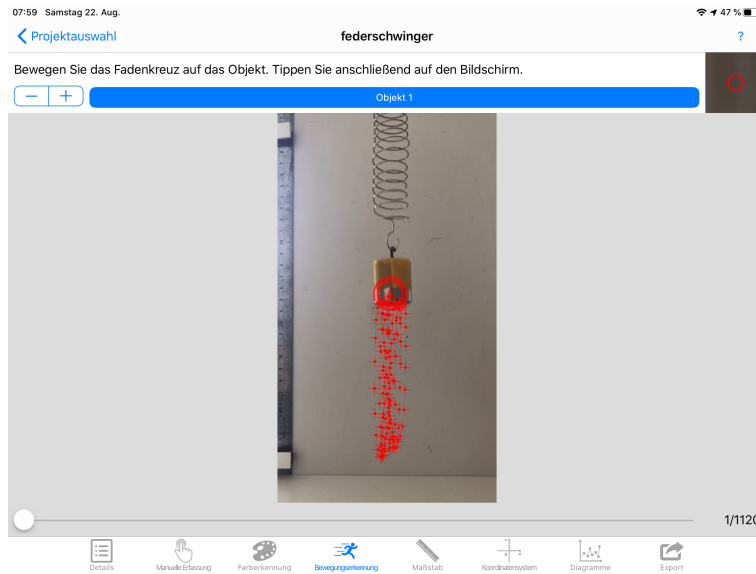 07:59 Samstag 22. Aug.
47 %
Projektauswahl
federschwinger
?
Bewegen Sie das Fadenkreuz auf das Objekt. Tippen Sie anschließend auf den Bildschirm.
Objekt 1
1/1120
Details
Manuelle Erfassung
Farberkennung
Bewegungserkennung
Maßstab
Koordinatensystem
Diagramme
Export